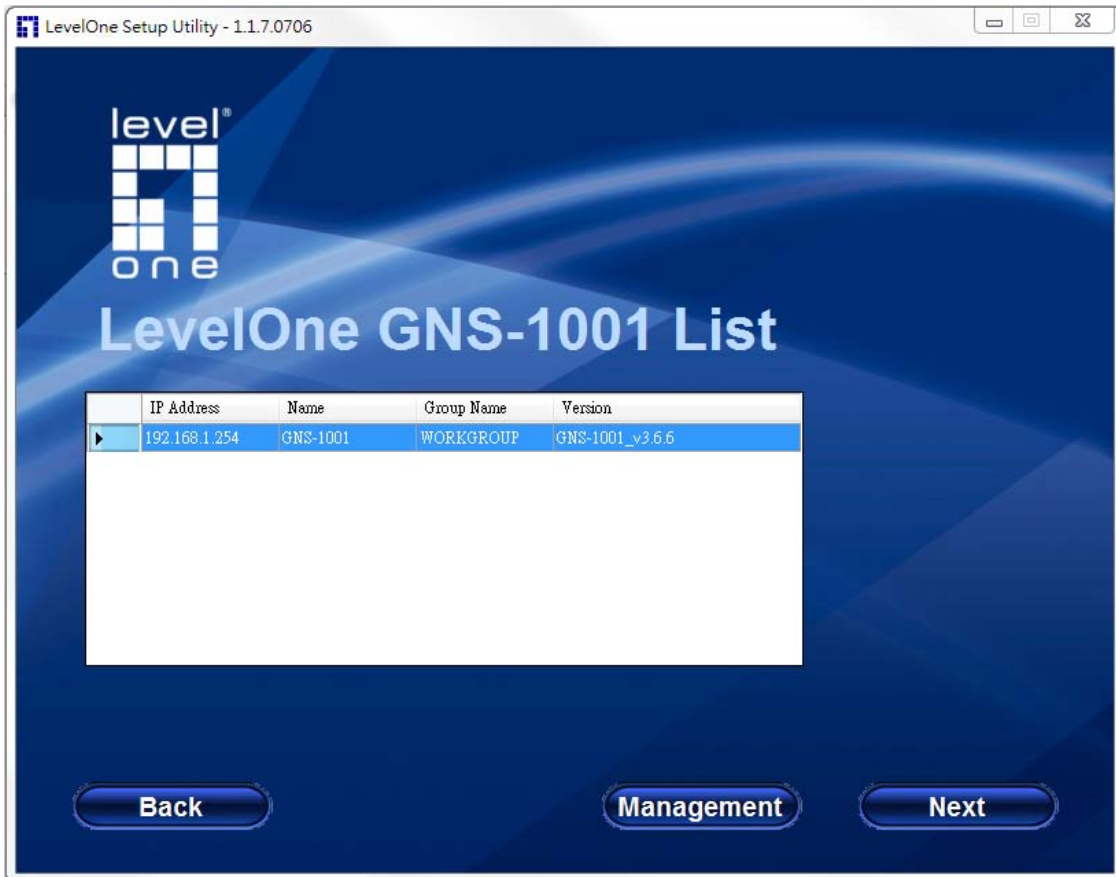 LevelOne Setup Utility - 1.1.7.0706
level®
one
LevelOne GNS-1001 List
IP Address Name Group Name Version
192.168.1.254 GNS-1001 WORKGROUP GNS-1001_v3.6.6
Back Management Next